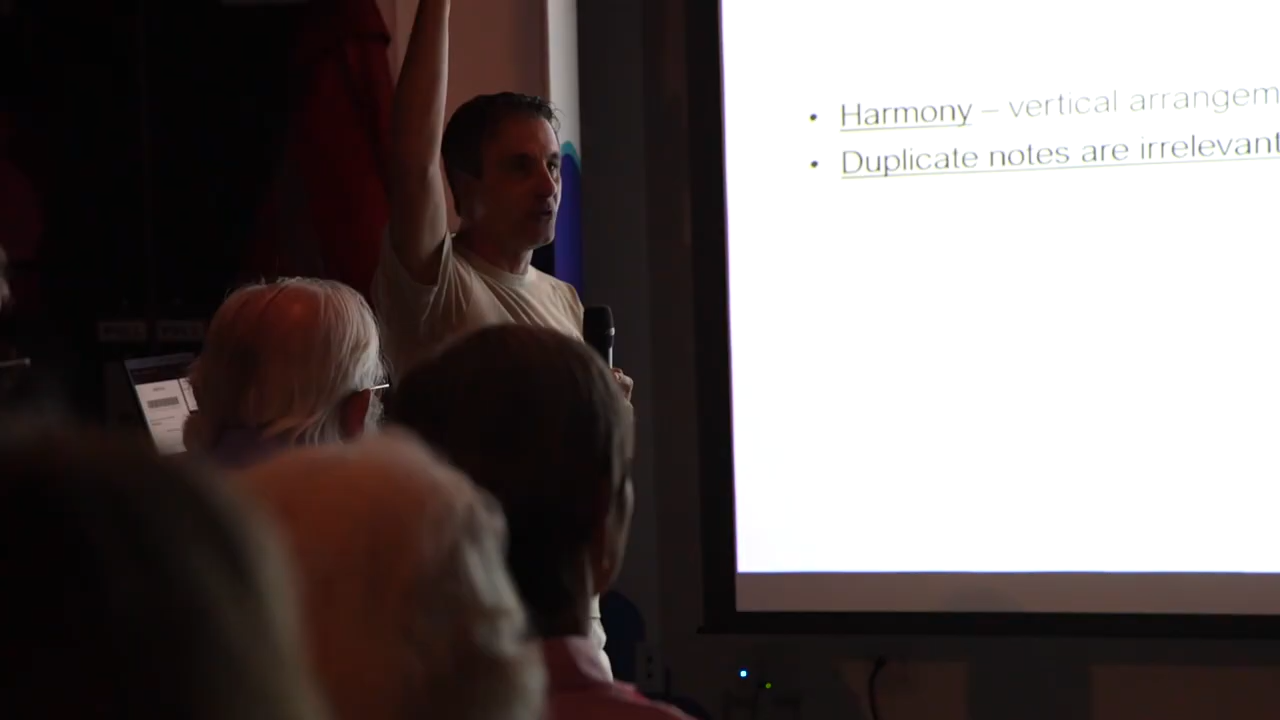 • Harmony – vertical arrangem
• Duplicate notes are irrelevant